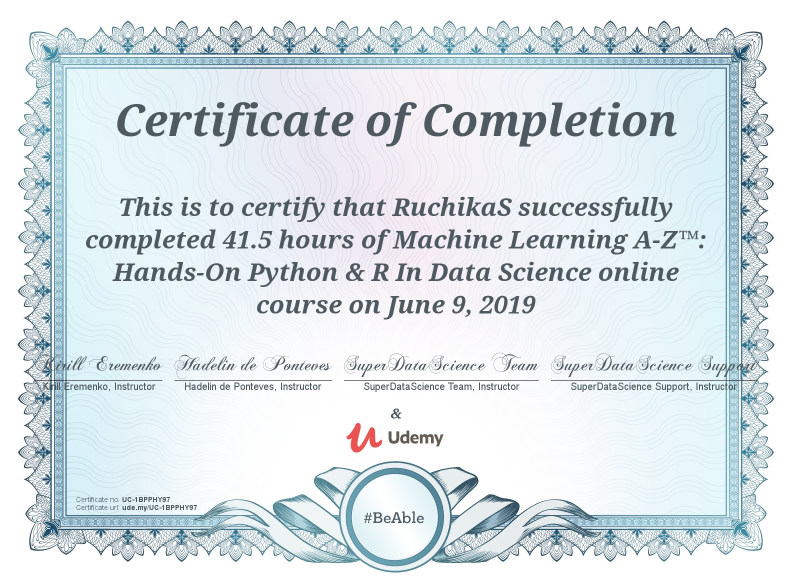 Certificate of Completion
This is to certify that RuchikaS successfully
completed 41.5 hours of Machine Learning A-Z™:
Hands-On Python & R In Data Science online
course on June 9, 2019
Kirill Eremenko Hadelin de Ponteves SuperDataScience Team SuperDataScience Support
Kirill Eremenko, Instructor Hadelin de Ponteves, Instructor SuperDataScience Team, Instructor SuperDataScience Support, Instructor
&
Udemy
Certificate no: UC-1BPPHY97
Certificate url: ude.my/UC-1BPPHY97
#BeAble